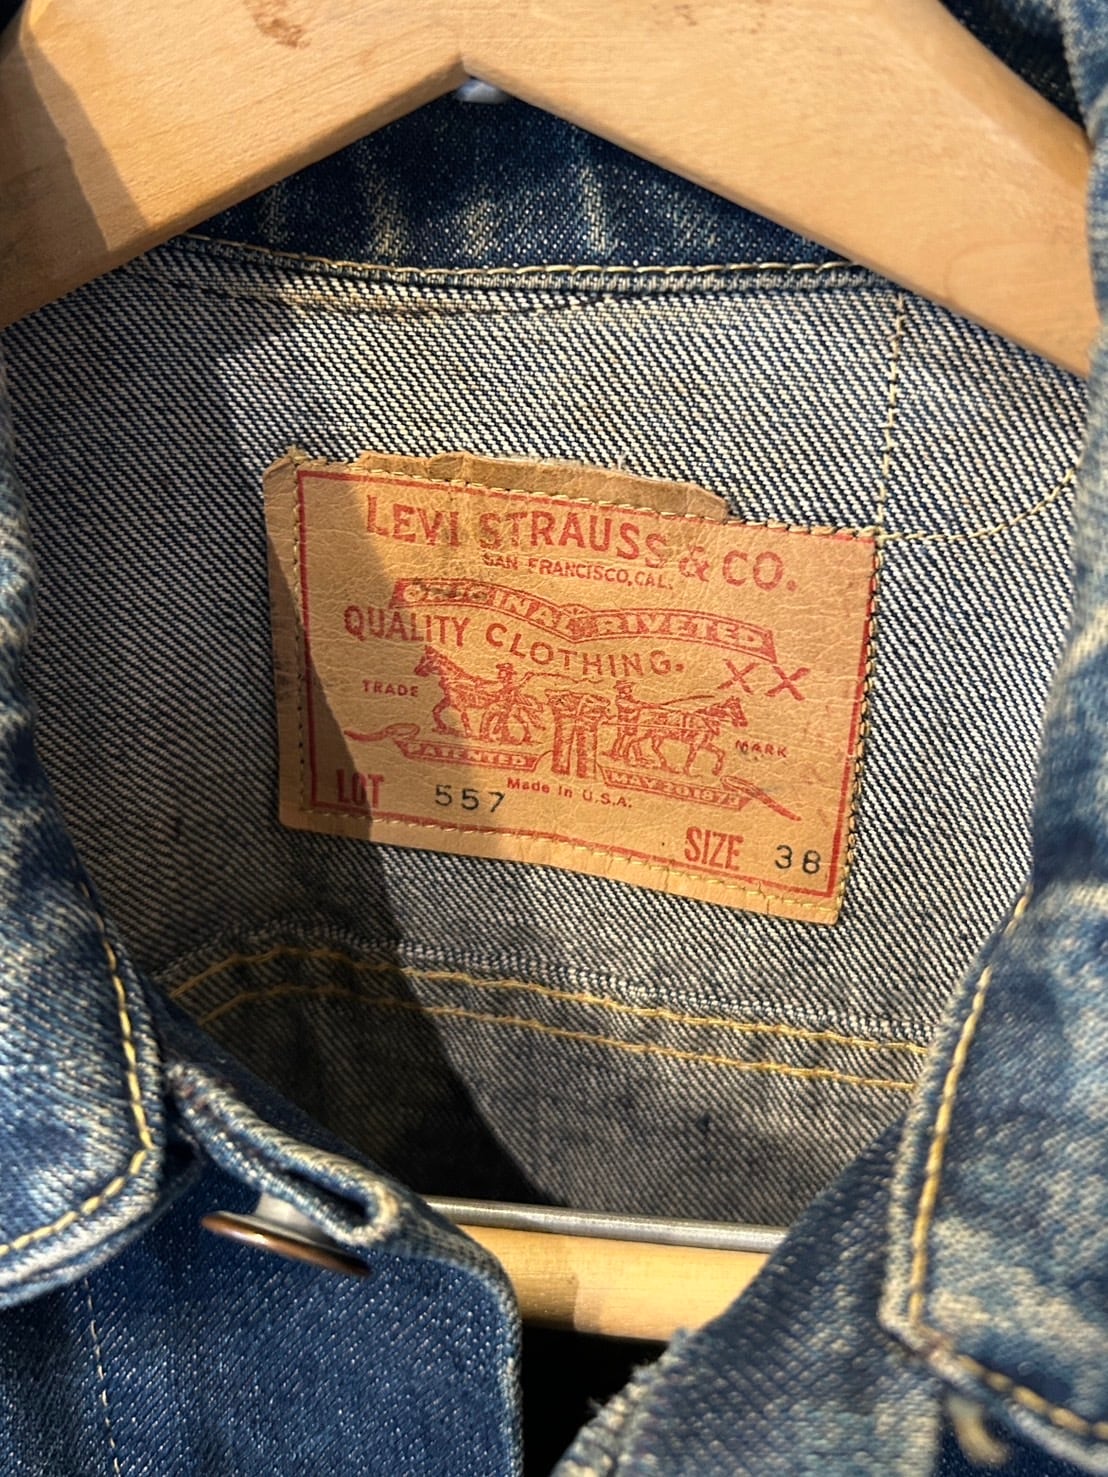 LEVI STRAUSS & CO.
SAN FRANCISCO, CAL.
ORIGINAL RIVETED
QUALITY CLOTHING.
XX
TRADE MARK
PATENTED MAY 20 1873
Made in U.S.A.
LOT 557
SIZE 38